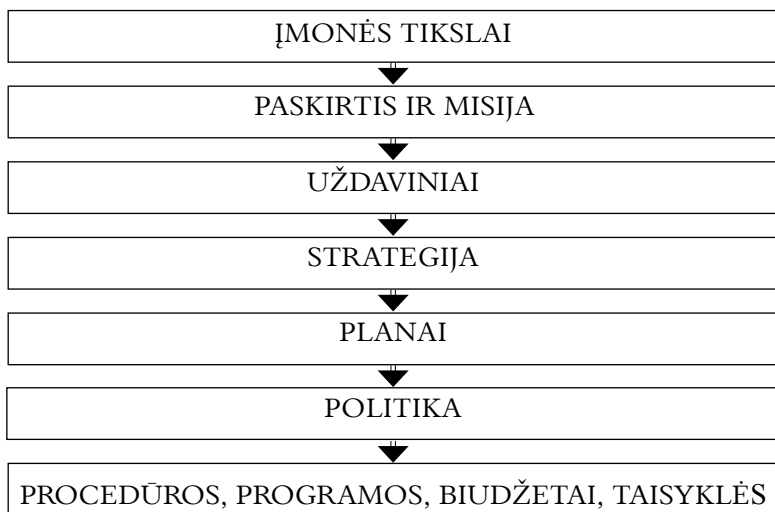 ĮMONĖS TIKSLAI
PASKIRTIS IR MISIJA
UŽDAVINIAI
STRATEGIJA
PLANAI
POLITIKA
PROCEDŪROS, PROGRAMOS, BIUDŽETAI, TAISYKLĖS